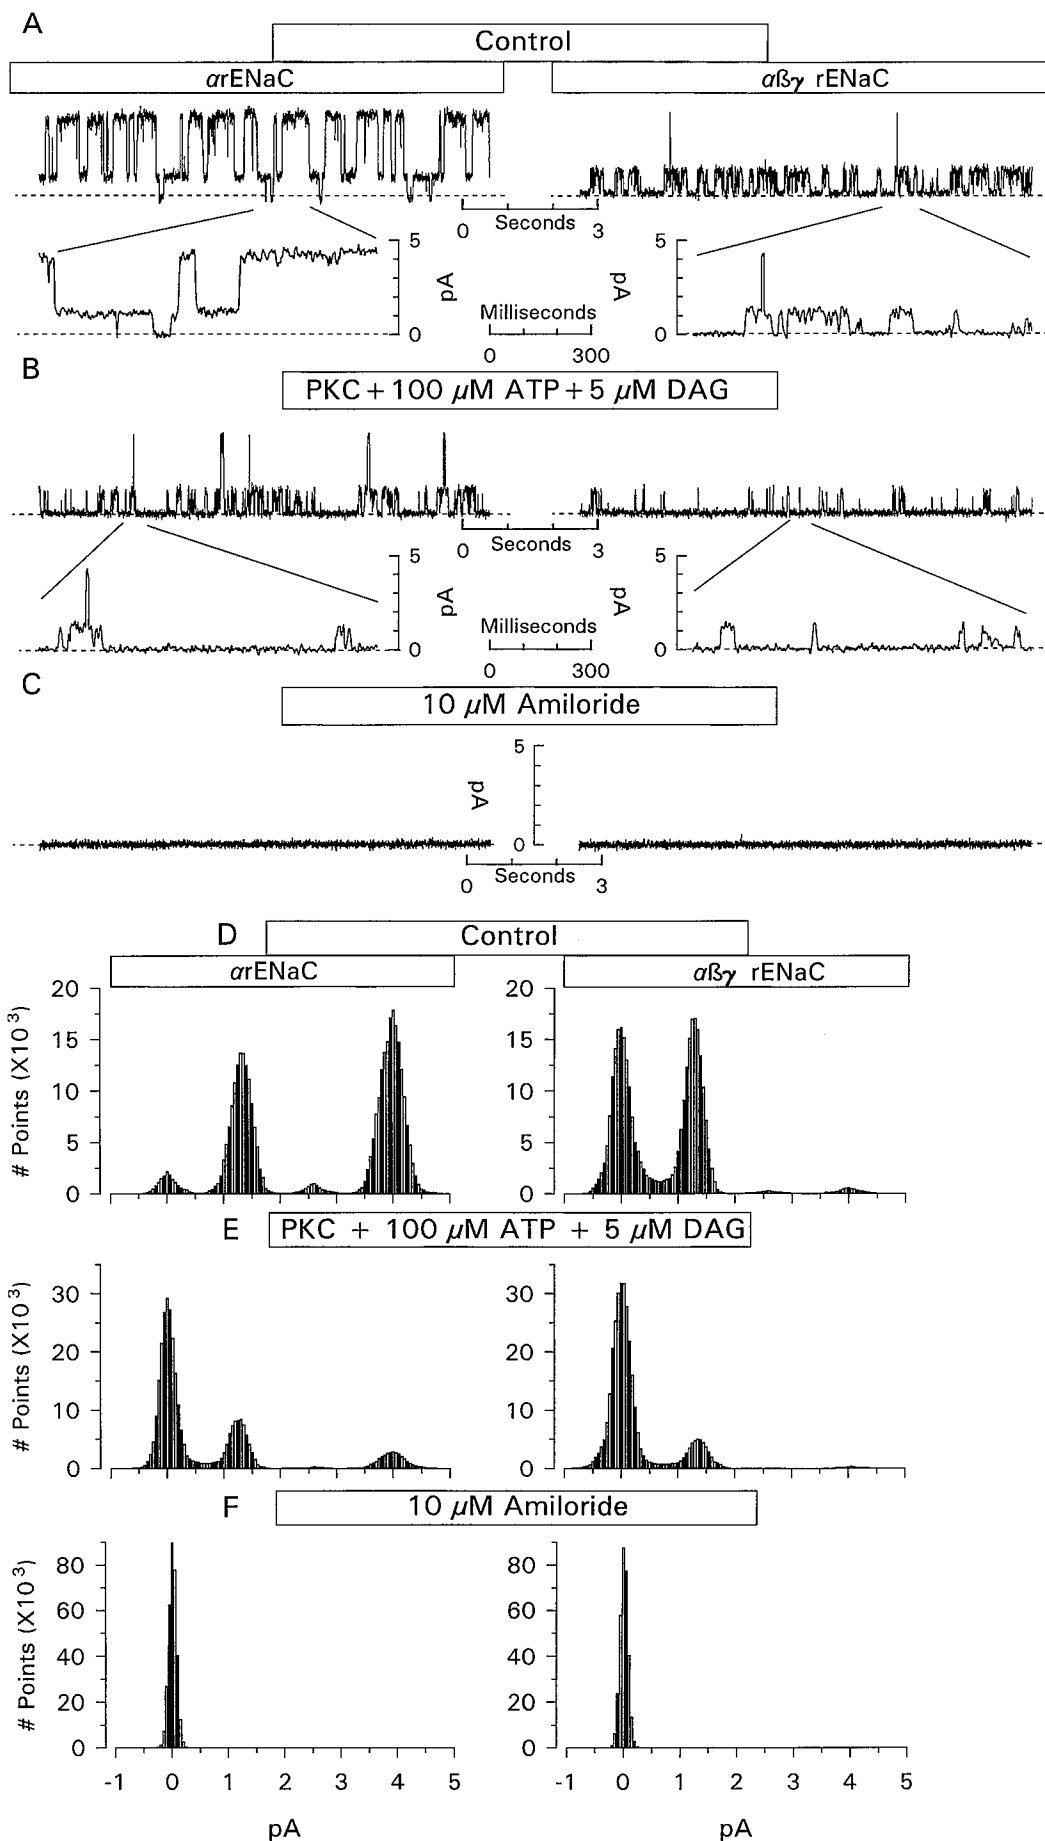 A
Control
αrENaC
αßγ rENaC
0 Seconds 3
5
pA
0
Milliseconds
0 300
5
pA
0
B
PKC + 100 µM ATP + 5 µM DAG
0 Seconds 3
5
pA
0
Milliseconds
0 300
5
pA
0
C
10 µM Amiloride
5
pA
0
0 Seconds 3
D
Control
αrENaC
αßγ rENaC
# Points (X10³)
20
15
10
5
0
20
15
10
5
0
E
PKC + 100 µM ATP + 5 µM DAG
# Points (X10³)
30
20
10
0
30
20
10
0
F
10 µM Amiloride
# Points (X10³)
80
60
40
20
0
80
60
40
20
0
-1 0 1 2 3 4 5
-1 0 1 2 3 4 5
pA
pA